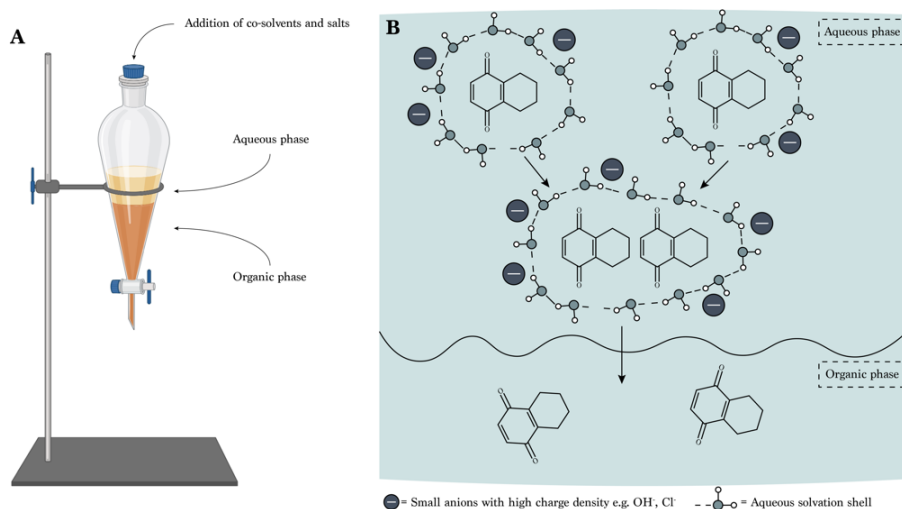 A
Addition of co-solvents and salts
Aqueous phase
Organic phase
B
Aqueous phase
O
O
O
O
O
O
O
O
Organic phase
O
O
O
O
= Small anions with high charge density e.g. OH⁻, Cl⁻
= Aqueous solvation shell